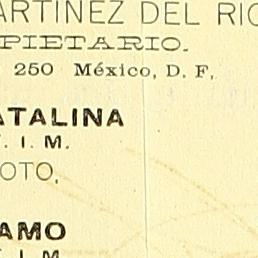 ARTINEZ DEL RIO
PIETARIO.
250 México, D. F,
ATALINA
. I. M.
OTO,
AMO
. I. M.